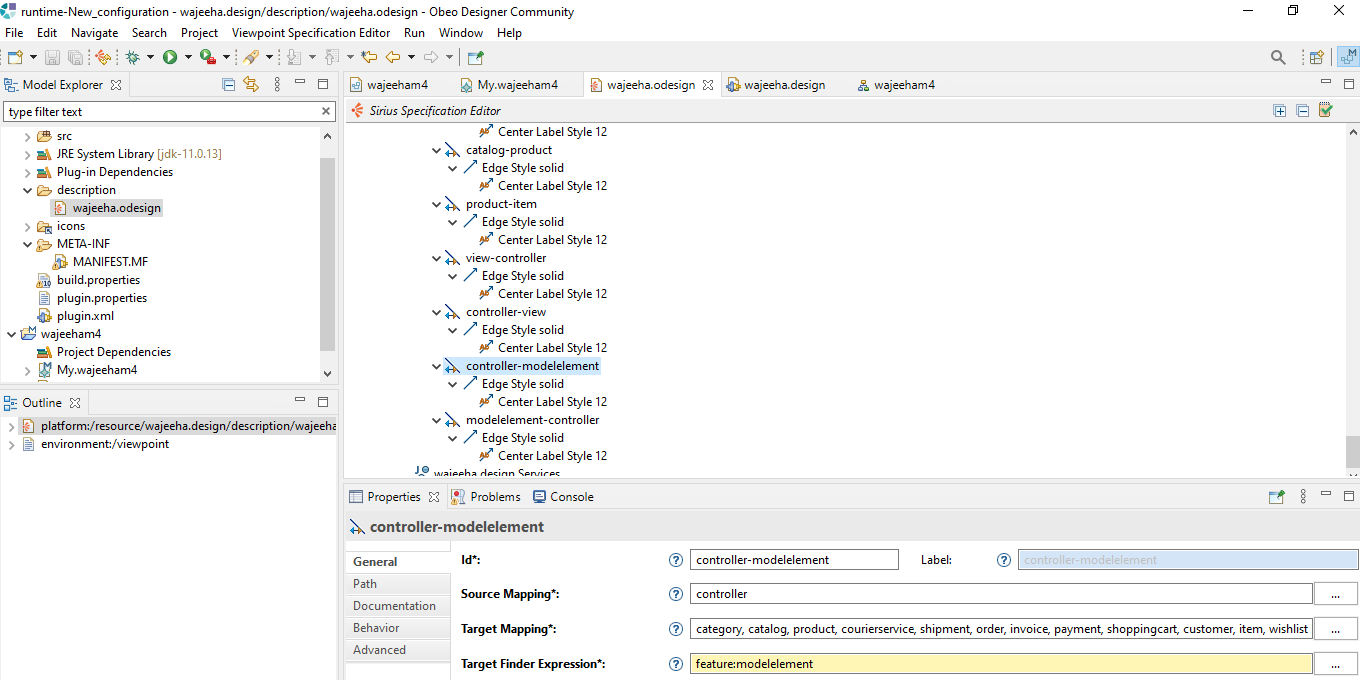 runtime-New_configuration - wajeeha.design/description/wajeeha.odesign - Obeo Designer Community
File Edit Navigate Search Project Viewpoint Specification Editor Run Window Help
Model Explorer
type filter text
src
JRE System Library [jdk-11.0.13]
Plug-in Dependencies
description
wajeeha.odesign
icons
META-INF
MANIFEST.MF
build.properties
plugin.properties
plugin.xml
wajeeham4
Project Dependencies
My.wajeeham4
Outline
platform:/resource/wajeeha.design/description/wajeeha
environment:/viewpoint
wajeeham4 My.wajeeham4 wajeeha.odesign wajeeha.design wajeeham4
Sirius Specification Editor
Center Label Style 12
catalog-product
Edge Style solid
Center Label Style 12
product-item
Edge Style solid
Center Label Style 12
view-controller
Edge Style solid
Center Label Style 12
controller-view
Edge Style solid
Center Label Style 12
controller-modelelement
Edge Style solid
Center Label Style 12
modelelement-controller
Edge Style solid
Center Label Style 12
wajeeha.design.Services
Properties Problems Console
controller-modelelement
General
Path
Documentation
Behavior
Advanced
Id*: controller-modelelement Label: controller-modelelement
Source Mapping*: controller ...
Target Mapping*: category, catalog, product, courierservice, shipment, order, invoice, payment, shoppingcart, customer, item, wishlist ...
Target Finder Expression*: feature:modelelement ...